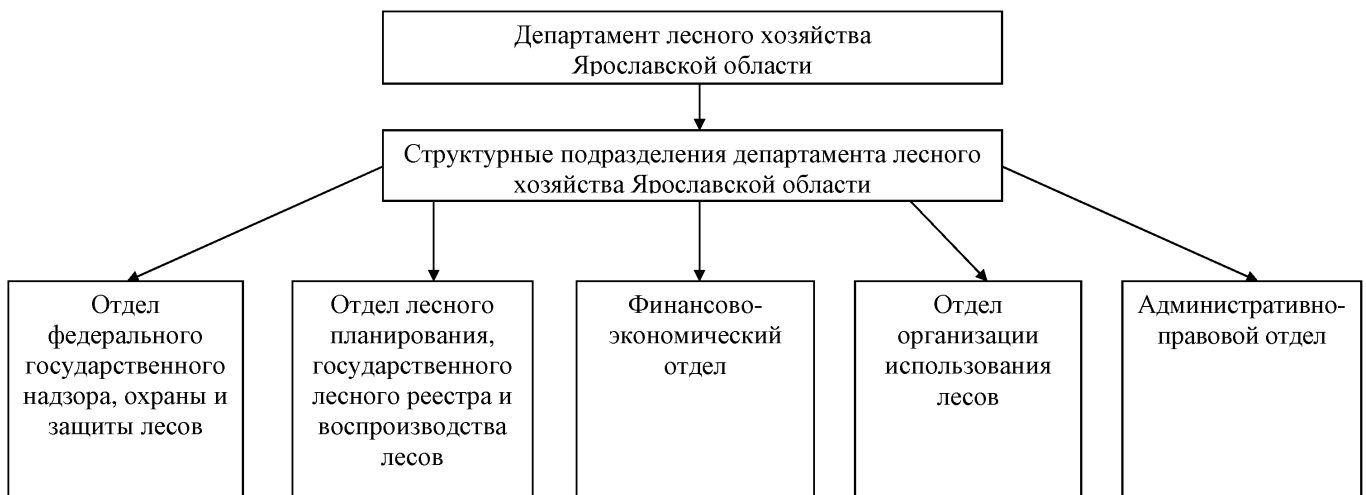 Департамент лесного хозяйства
Ярославской области
Структурные подразделения департамента лесного
хозяйства Ярославской области
Отдел
федерального
государственного
надзора, охраны и
защиты лесов
Отдел лесного
планирования,
государственного
лесного реестра и
воспроизводства
лесов
Финансово-
экономический
отдел
Отдел
организации
использования
лесов
Административно-
правовой отдел